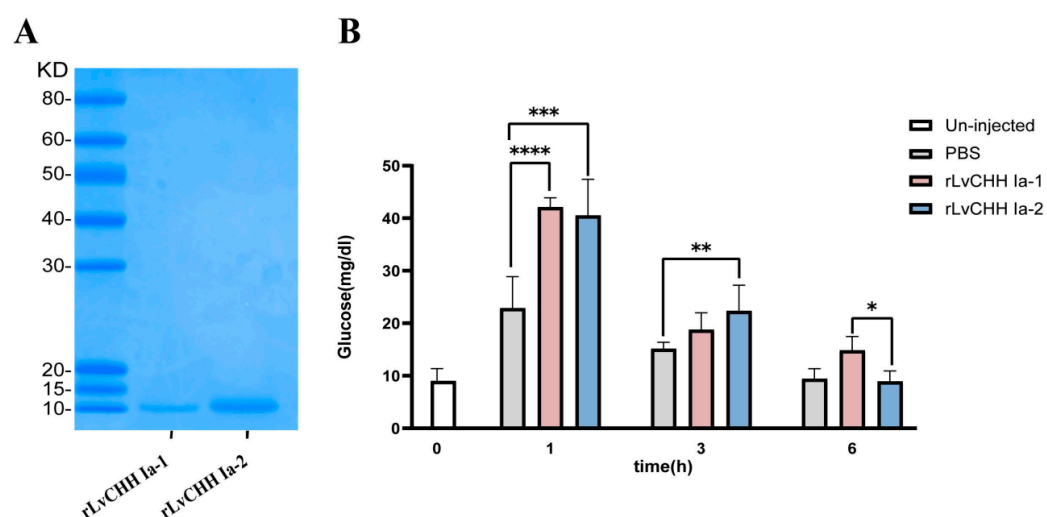 A
KD
80-
60-
50-
40-
30-
20-
15-
10-
rLvCHH Ia-1
rLvCHH Ia-2
B
Un-injected
PBS
rLvCHH Ia-1
rLvCHH Ia-2
***
****
**
*
Glucose(mg/dl)
50
40
30
20
10
0
0 1 3 6
time(h)